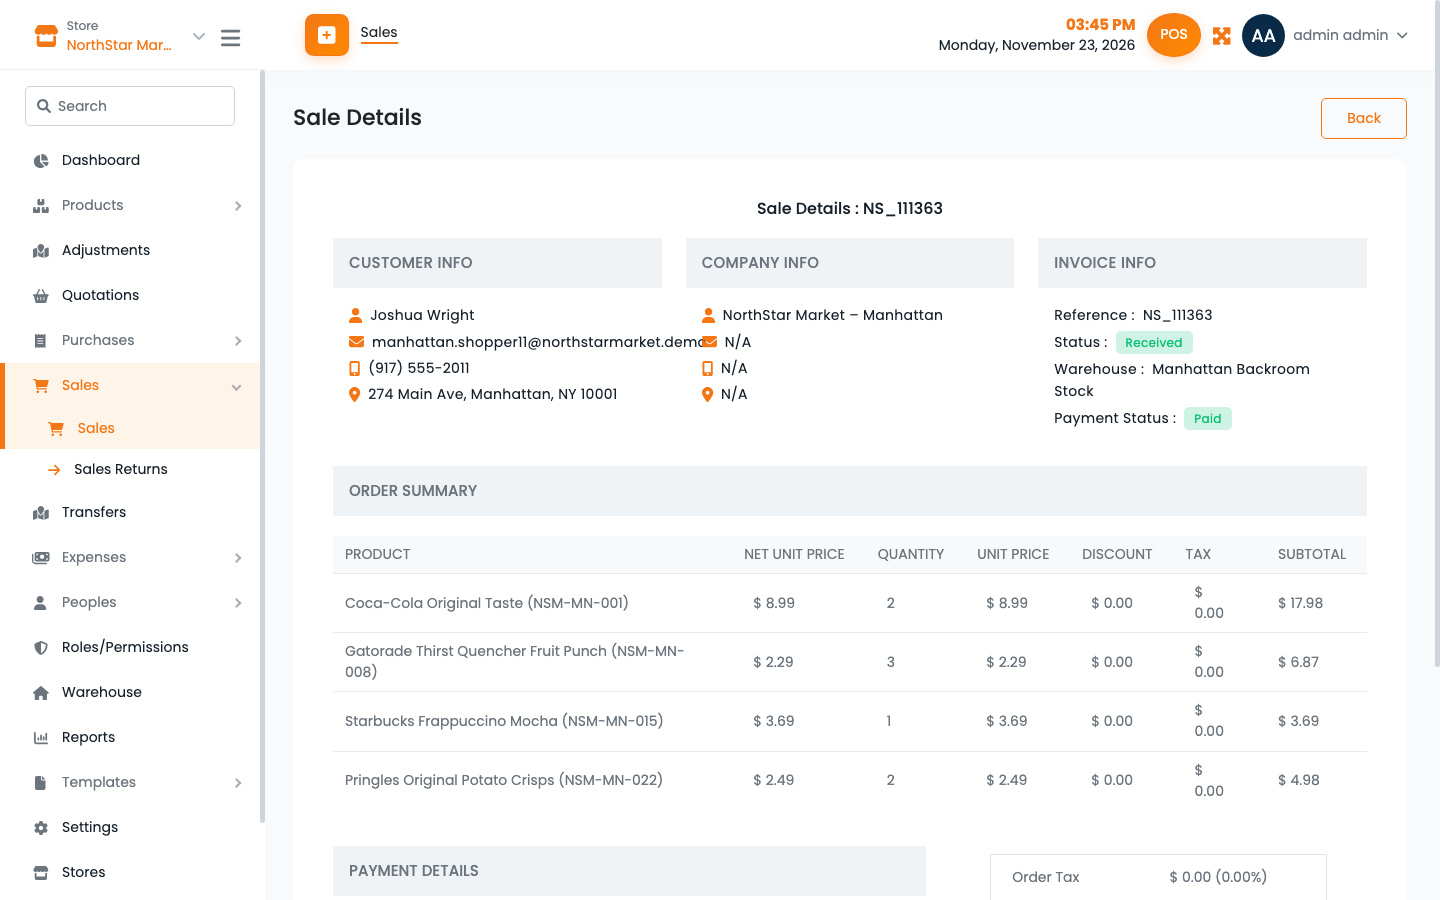 Store
NorthStar Mar...
Sales
03:45 PM
Monday, November 23, 2026
POS
AA
admin admin
Search
Dashboard
Products
Adjustments
Quotations
Purchases
Sales
Sales
Sales Returns
Transfers
Expenses
Peoples
Roles/Permissions
Warehouse
Reports
Templates
Settings
Stores
Sale Details
Back
Sale Details : NS_111363
CUSTOMER INFO
Joshua Wright
manhattan.shopper11@northstarmarket.demo
(917) 555-2011
274 Main Ave, Manhattan, NY 10001
COMPANY INFO
NorthStar Market – Manhattan
N/A
N/A
N/A
INVOICE INFO
Reference : NS_111363
Status : Received
Warehouse : Manhattan Backroom
Stock
Payment Status : Paid
ORDER SUMMARY
PRODUCT NET UNIT PRICE QUANTITY UNIT PRICE DISCOUNT TAX SUBTOTAL
Coca-Cola Original Taste (NSM-MN-001) $ 8.99 2 $ 8.99 $ 0.00 $ 0.00 $ 17.98
Gatorade Thirst Quencher Fruit Punch (NSM-MN-
008) $ 2.29 3 $ 2.29 $ 0.00 $ 0.00 $ 6.87
Starbucks Frappuccino Mocha (NSM-MN-015) $ 3.69 1 $ 3.69 $ 0.00 $ 0.00 $ 3.69
Pringles Original Potato Crisps (NSM-MN-022) $ 2.49 2 $ 2.49 $ 0.00 $ 0.00 $ 4.98
PAYMENT DETAILS
Order Tax $ 0.00 (0.00%)